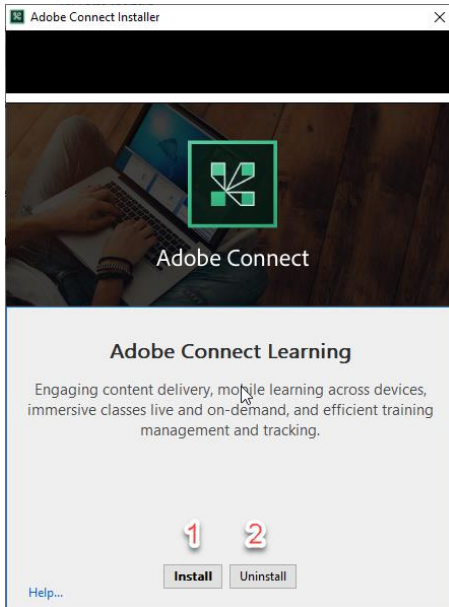 Adobe Connect Installer
Adobe Connect
Adobe Connect Learning
Engaging content delivery, mobile learning across devices,
immersive classes live and on-demand, and efficient training
management and tracking.
1 2
Install Uninstall
Help...